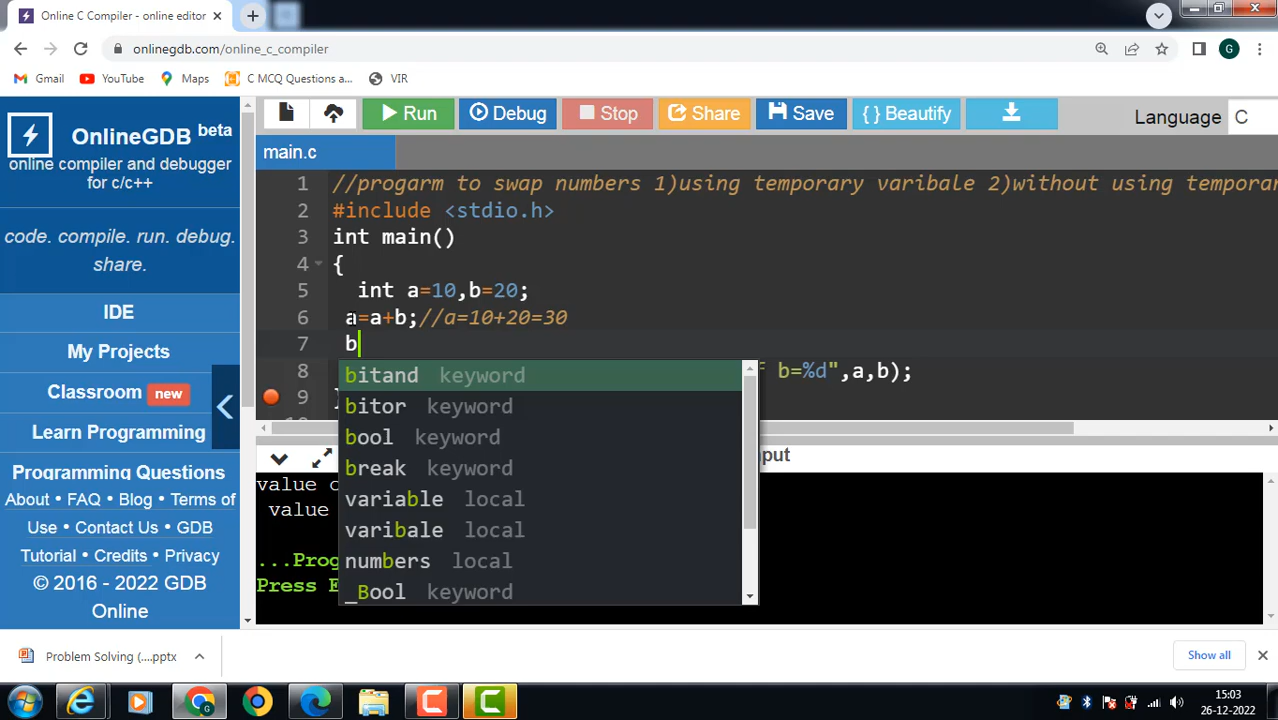 Online C Compiler - online editor
onlinegdb.com/online_c_compiler
G
Gmail
YouTube
Maps
C MCQ Questions a...
VIR
OnlineGDB beta
online compiler and debugger
for c/c++
code. compile. run. debug.
share.
IDE
My Projects
Classroom new
Learn Programming
Programming Questions
About • FAQ • Blog • Terms of
Use • Contact Us • GDB
Tutorial • Credits • Privacy
© 2016 - 2022 GDB
Online
Run
Debug
Stop
Share
Save
{ } Beautify
Language C
main.c
1 //progarm to swap numbers 1)using temporary varibale 2)without using temporar
2 #include <stdio.h>
3 int main()
4 {
5 int a=10,b=20;
6 a=a+b;//a=10+20=30
7 b
8 b=%d",a,b);
9
bitand keyword
bitor keyword
bool keyword
break keyword
variable local
varibale local
numbers local
_Bool keyword
put
value
value
...Prog
Press E
Problem Solving (....pptx
Show all
15:03
26-12-2022